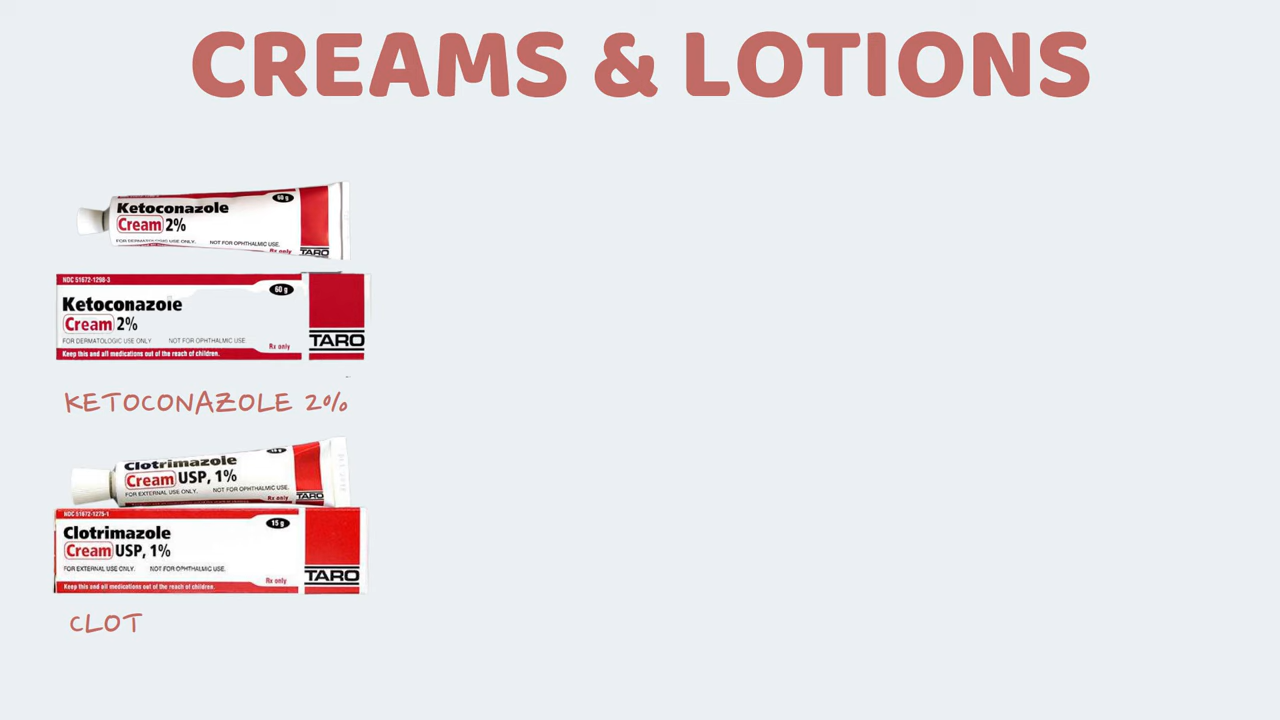 CREAMS & LOTIONS
60 g
Ketoconazole
Cream 2%
FOR DERMATOLOGIC USE ONLY. NOT FOR OPHTHALMIC USE.
Rx only
TARO
NDC 51672-1298-3
60 g
Ketoconazole
Cream 2%
FOR DERMATOLOGIC USE ONLY NOT FOR OPHTHALMIC USE
Rx only
TARO
Keep this and all medications out of the reach of children.
KETOCONAZOLE 2%
Clotrimazole
Cream USP, 1%
FOR EXTERNAL USE ONLY. NOT FOR OPHTHALMIC USE.
Rx only
TARO
NDC 51672-1275-1
15 g
Clotrimazole
Cream USP, 1%
FOR EXTERNAL USE ONLY. NOT FOR OPHTHALMIC USE.
Rx only
TARO
Keep this and all medications out of the reach of children.
CLOT